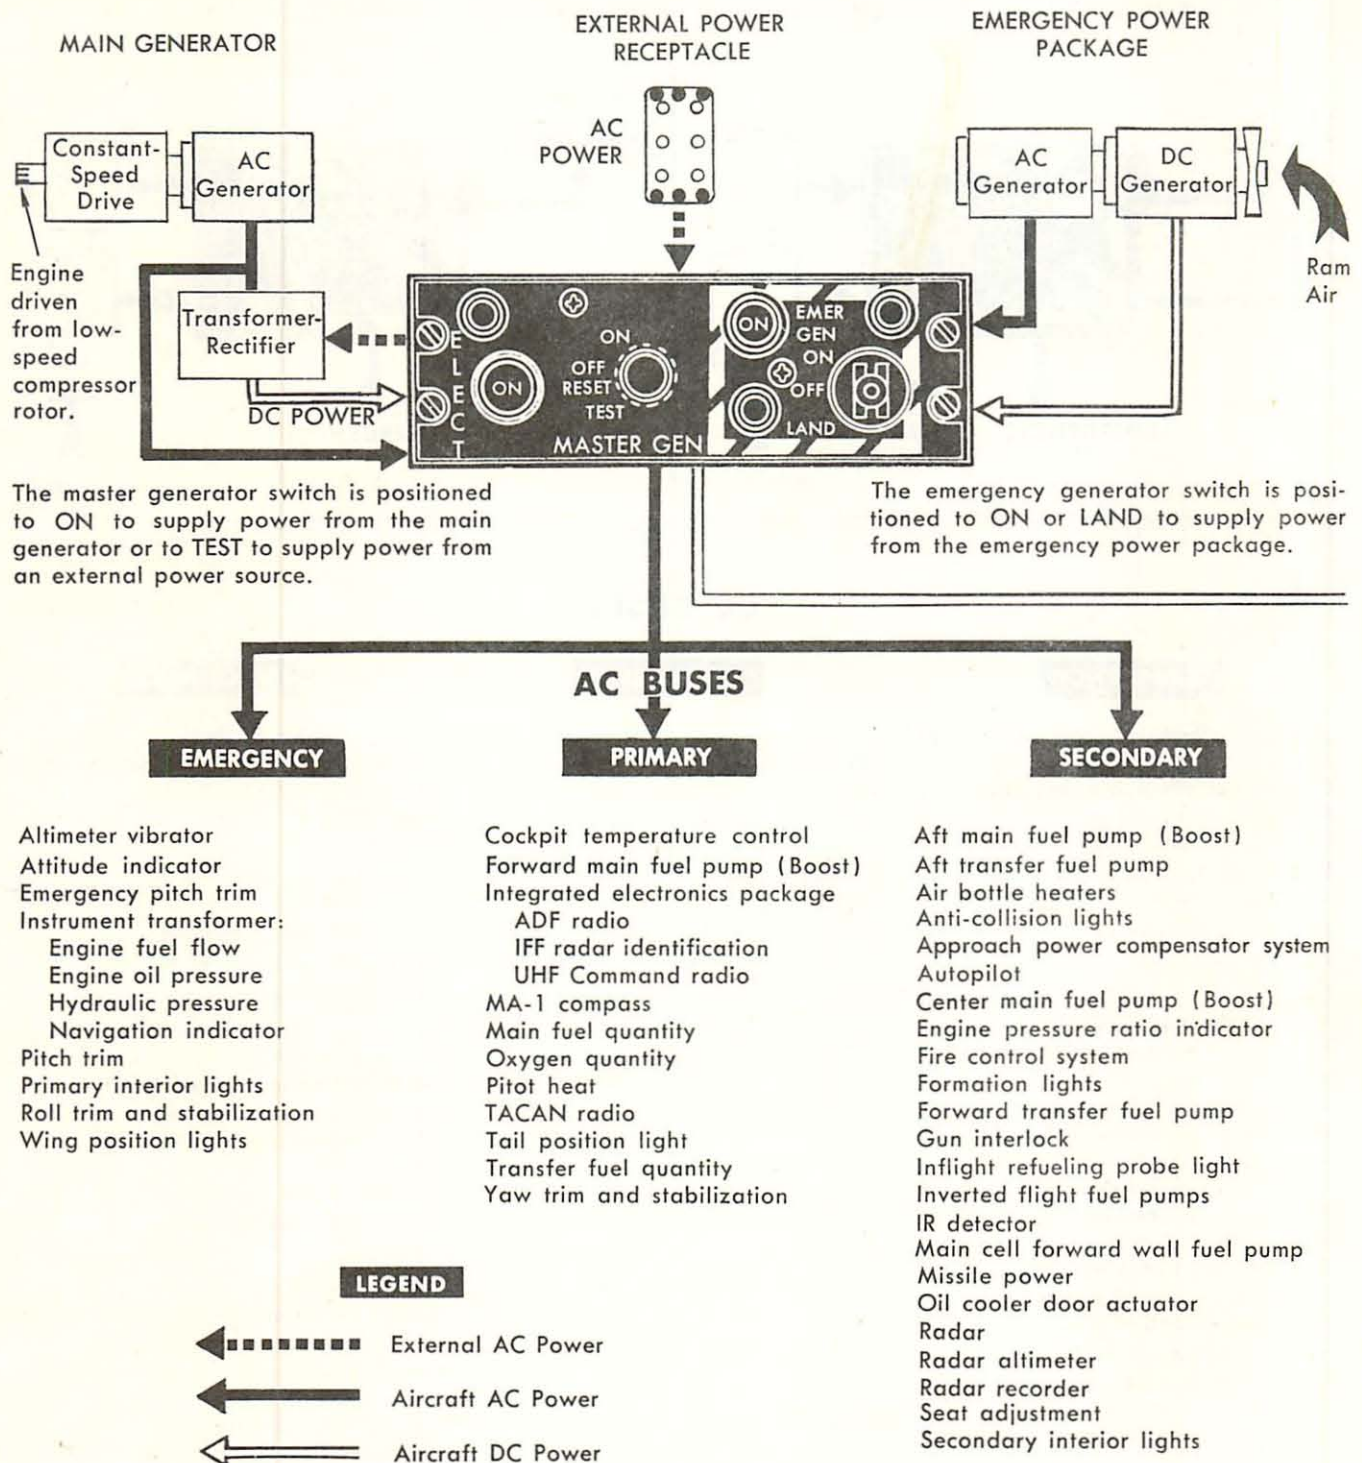 MAIN GENERATOR
EXTERNAL POWER
RECEPTACLE
EMERGENCY POWER
PACKAGE
Constant-
Speed
Drive
AC
Generator
AC
POWER
AC
Generator
DC
Generator
Engine
driven
from low-
speed
compressor
rotor.
Ram
Air
Transformer-
Rectifier
DC POWER
ELECT
ON
ON
OFF
RESET
TEST
MASTER GEN
ON
EMER
GEN
ON
OFF
LAND
The master generator switch is positioned
to ON to supply power from the main
generator or to TEST to supply power from
an external power source.
The emergency generator switch is posi-
tioned to ON or LAND to supply power
from the emergency power package.
AC BUSES
EMERGENCY
Altimeter vibrator
Attitude indicator
Emergency pitch trim
Instrument transformer:
Engine fuel flow
Engine oil pressure
Hydraulic pressure
Navigation indicator
Pitch trim
Primary interior lights
Roll trim and stabilization
Wing position lights
PRIMARY
Cockpit temperature control
Forward main fuel pump (Boost)
Integrated electronics package
ADF radio
IFF radar identification
UHF Command radio
MA-1 compass
Main fuel quantity
Oxygen quantity
Pitot heat
TACAN radio
Tail position light
Transfer fuel quantity
Yaw trim and stabilization
SECONDARY
Aft main fuel pump (Boost)
Aft transfer fuel pump
Air bottle heaters
Anti-collision lights
Approach power compensator system
Autopilot
Center main fuel pump (Boost)
Engine pressure ratio indicator
Fire control system
Formation lights
Forward transfer fuel pump
Gun interlock
Inflight refueling probe light
Inverted flight fuel pumps
IR detector
Main cell forward wall fuel pump
Missile power
Oil cooler door actuator
Radar
Radar altimeter
Radar recorder
Seat adjustment
Secondary interior lights
LEGEND
External AC Power
Aircraft AC Power
Aircraft DC Power